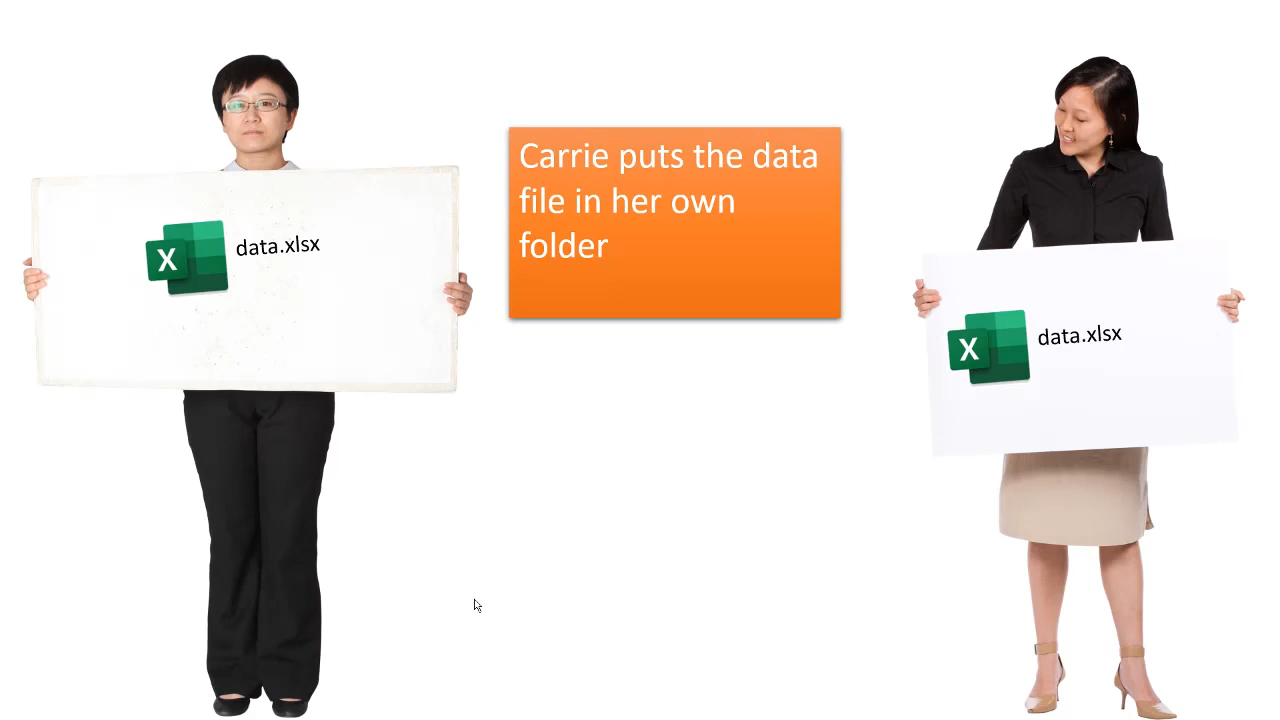 data.xlsx
Carrie puts the data
file in her own
folder
data.xlsx